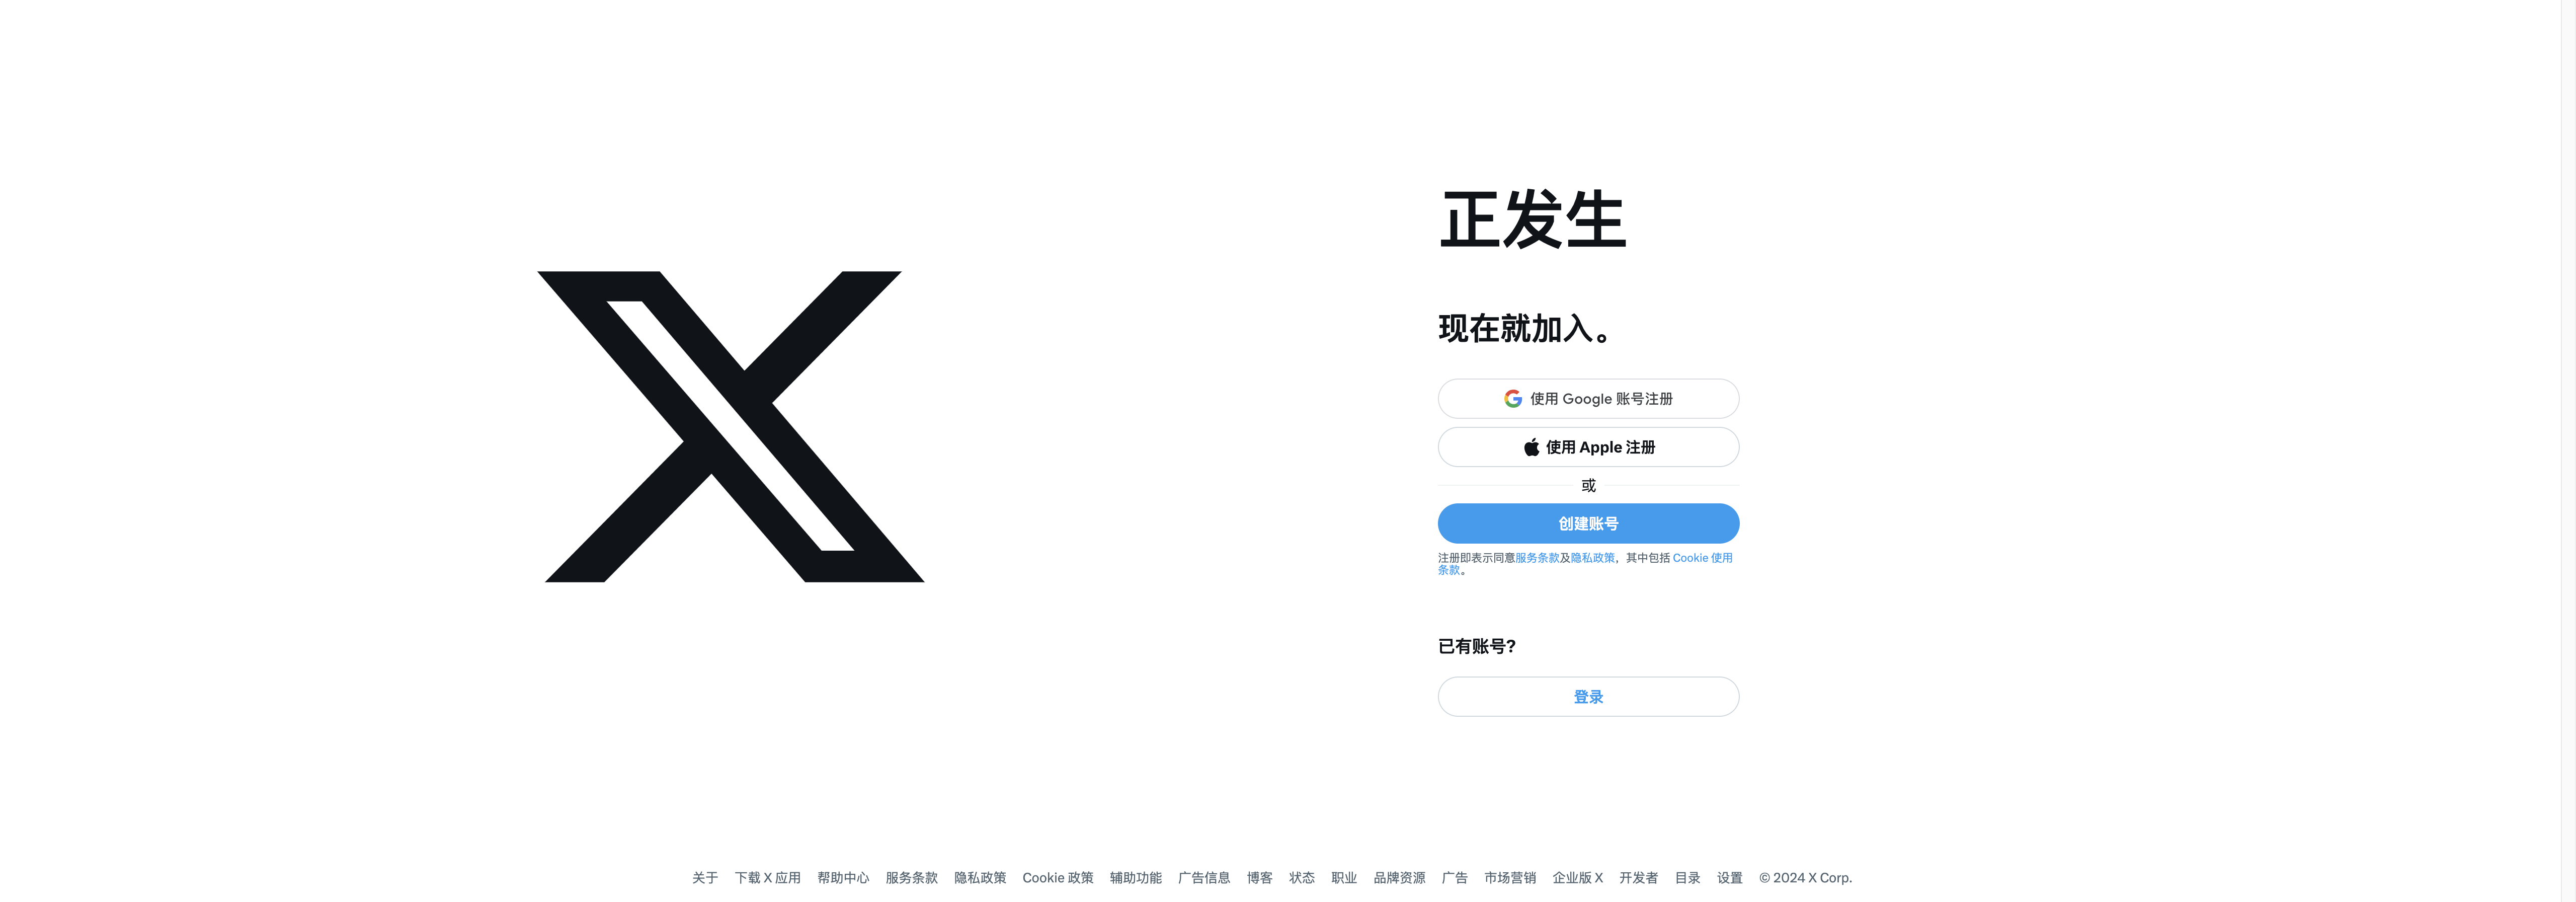 正发生
现在就加入。
使用 Google 账号注册
使用 Apple 注册
或
创建账号
注册即表示同意服务条款及隐私政策，其中包括 Cookie 使用
条款。
已有账号?
登录
关于 下载 X 应用 帮助中心 服务条款 隐私政策 Cookie 政策 辅助功能 广告信息 博客 状态 职业 品牌资源 广告 市场营销 企业版 X 开发者 目录 设置 © 2024 X Corp.